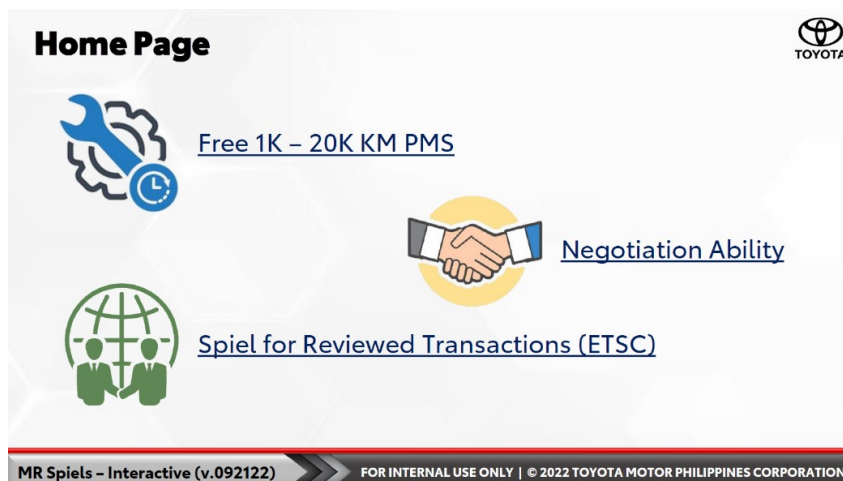 Home Page
TOYOTA
Free 1K – 20K KM PMS
Negotiation Ability
Spiel for Reviewed Transactions (ETSC)
MR Spiels – Interactive (v.092122)
FOR INTERNAL USE ONLY | © 2022 TOYOTA MOTOR PHILIPPINES CORPORATION